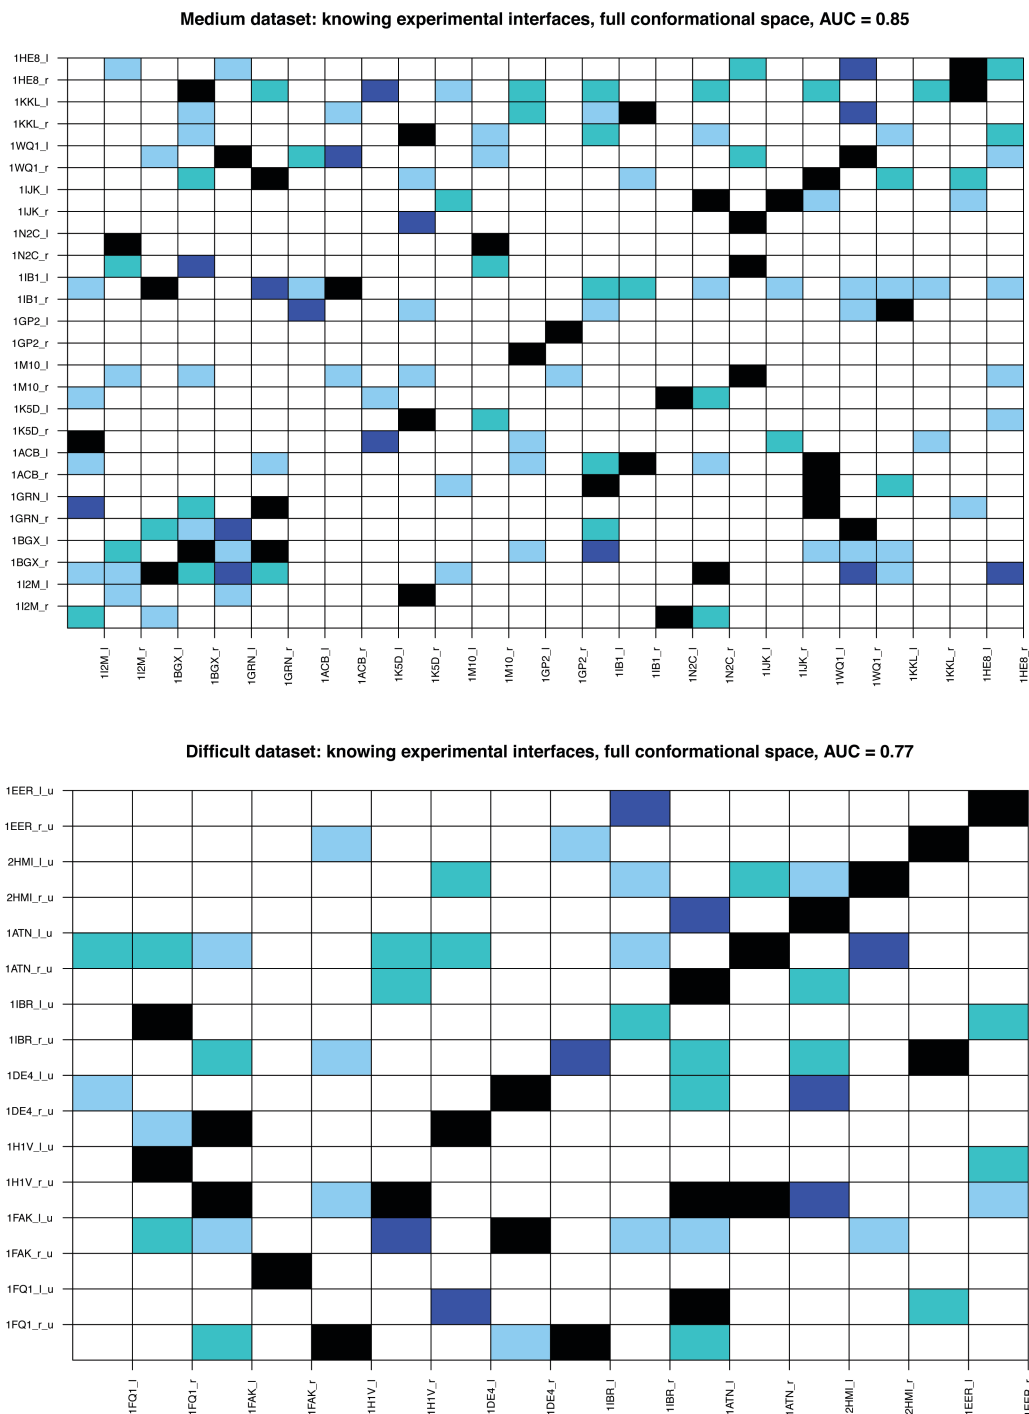 Medium dataset: knowing experimental interfaces, full conformational space, AUC = 0.85
1HE8_l
1HE8_r
1KKL_l
1KKL_r
1WQ1_l
1WQ1_r
1IJK_l
1IJK_r
1N2C_l
1N2C_r
1IB1_l
1IB1_r
1GP2_l
1GP2_r
1M10_l
1M10_r
1K5D_l
1K5D_r
1ACB_l
1ACB_r
1GRN_l
1GRN_r
1BGX_l
1BGX_r
1I2M_l
1I2M_r
1I2M_l
1I2M_r
1BGX_l
1BGX_r
1GRN_l
1GRN_r
1ACB_l
1ACB_r
1K5D_l
1K5D_r
1M10_l
1M10_r
1GP2_l
1GP2_r
1IB1_l
1IB1_r
1N2C_l
1N2C_r
1IJK_l
1IJK_r
1WQ1_l
1WQ1_r
1KKL_l
1KKL_r
1HE8_l
1HE8_r
Difficult dataset: knowing experimental interfaces, full conformational space, AUC = 0.77
1EER_l_u
1EER_r_u
2HMI_l_u
2HMI_r_u
1ATN_l_u
1ATN_r_u
1IBR_l_u
1IBR_r_u
1DE4_l_u
1DE4_r_u
1H1V_l_u
1H1V_r_u
1FAK_l_u
1FAK_r_u
1FQ1_l_u
1FQ1_r_u
1FQ1_l
1FQ1_r
1FAK_l
1FAK_r
1H1V_l
1H1V_r
1DE4_l
1DE4_r
1IBR_l
1IBR_r
1ATN_l
1ATN_r
2HMI_l
2HMI_r
1EER_l